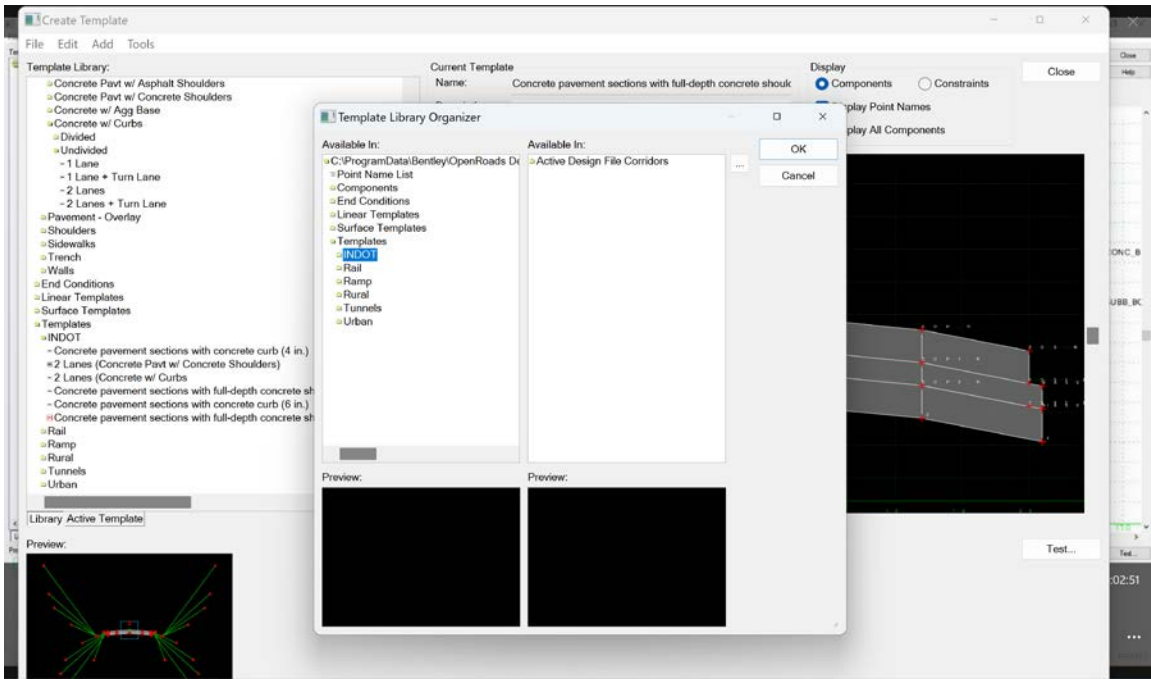 Create Template
File Edit Add Tools
Template Library:
Concrete Pavt w/ Asphalt Shoulders
Concrete Pavt w/ Concrete Shoulders
Concrete w/ Agg Base
Concrete w/ Curbs
Divided
Undivided
1 Lane
1 Lane + Turn Lane
2 Lanes
2 Lanes + Turn Lane
Pavement - Overlay
Shoulders
Sidewalks
Trench
Walls
End Conditions
Linear Templates
Surface Templates
Templates
INDOT
Concrete pavement sections with concrete curb (4 in.)
2 Lanes (Concrete Pavt w/ Concrete Shoulders)
2 Lanes (Concrete w/ Curbs
Concrete pavement sections with full-depth concrete sh
Concrete pavement sections with concrete curb (6 in.)
Concrete pavement sections with full-depth concrete sh
Rail
Ramp
Rural
Tunnels
Urban
Library Active Template
Preview:
Current Template
Name: Concrete pavement sections with full-depth concrete shoulc
Display
Components Constraints
Display Point Names
play All Components
Close
Test...
Template Library Organizer
Available In:
C:\ProgramData\Bentley\OpenRoads De
Point Name List
Components
End Conditions
Linear Templates
Surface Templates
Templates
INDOT
Rail
Ramp
Rural
Tunnels
Urban
Preview:
Available In:
Active Design File Corridors
...
Preview:
OK
Cancel
Close
Help
ONC_B
UBB_BC
Test...
:02:51